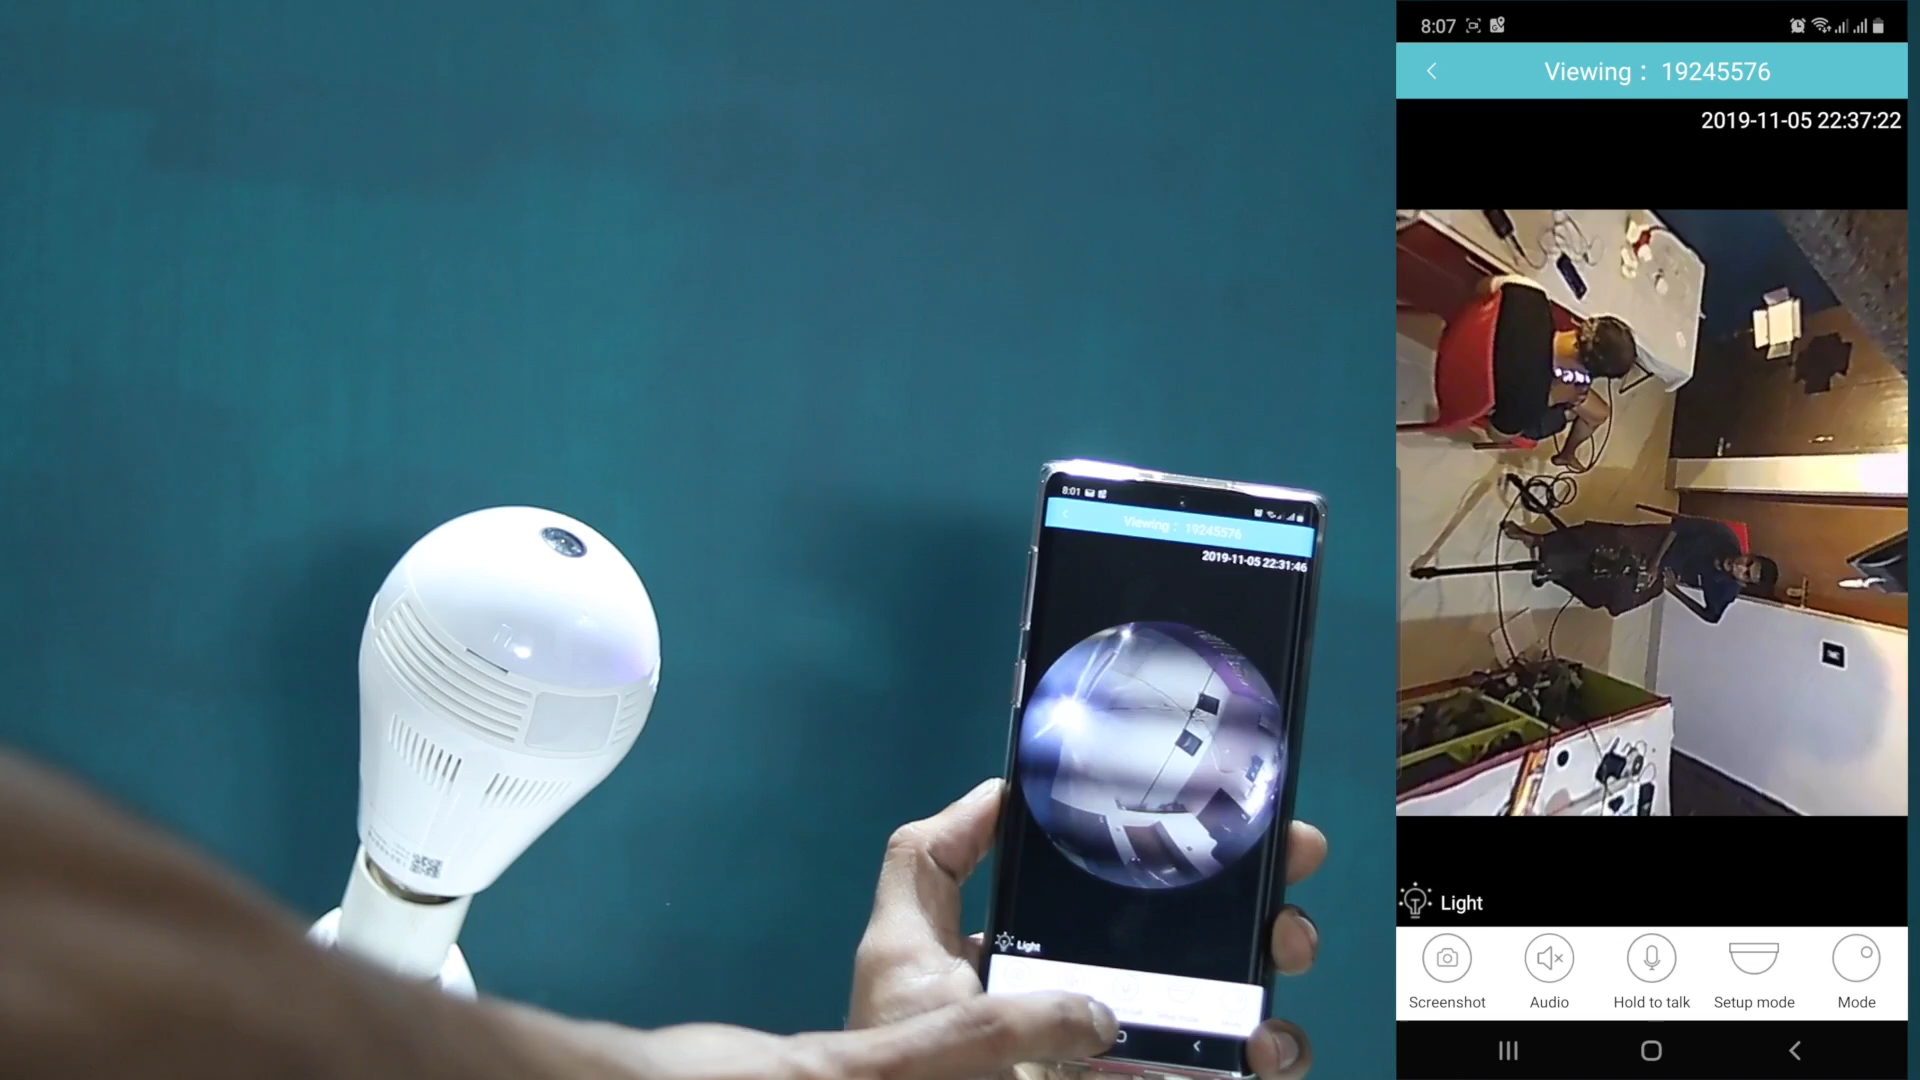 8:01
Viewing : 19245576
2019-11-05 22:31:46
Light
8:07
Viewing : 19245576
2019-11-05 22:37:22
Light
Screenshot
Audio
Hold to talk
Setup mode
Mode